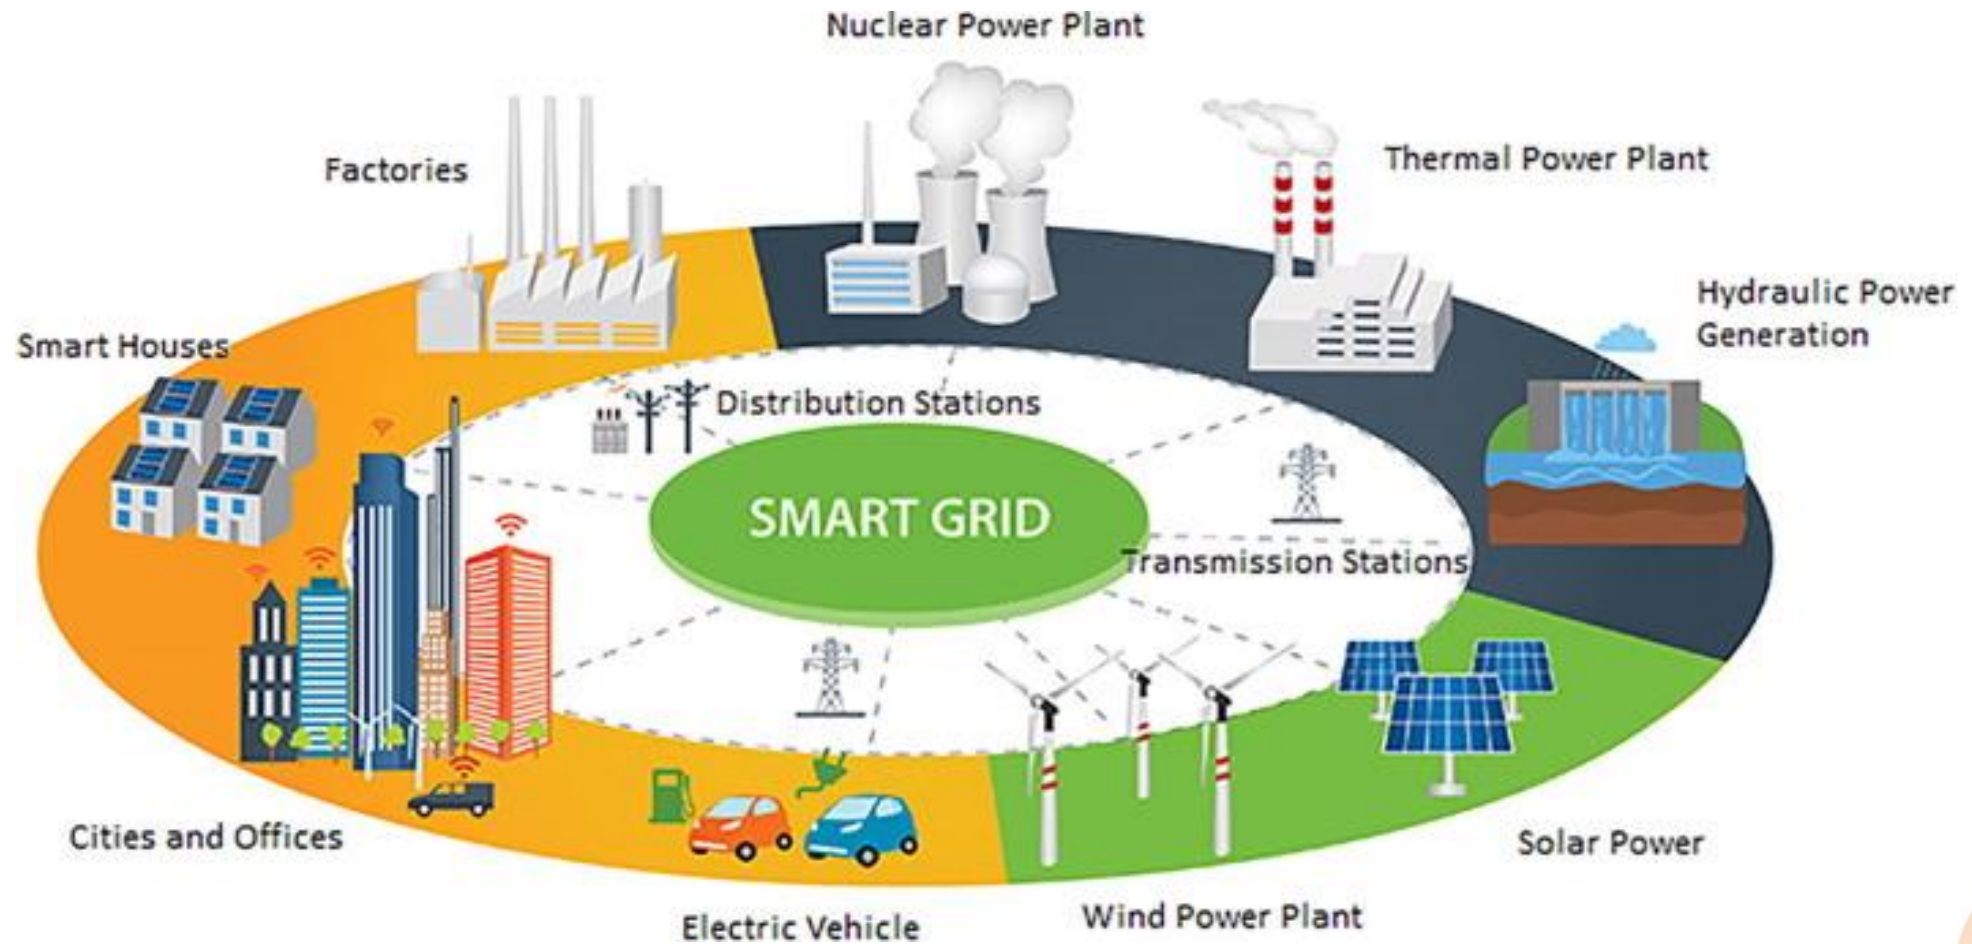 Nuclear Power Plant
Factories
Thermal Power Plant
Hydraulic Power
Generation
Smart Houses
Distribution Stations
SMART GRID
Transmission Stations
Cities and Offices
Solar Power
Wind Power Plant
Electric Vehicle